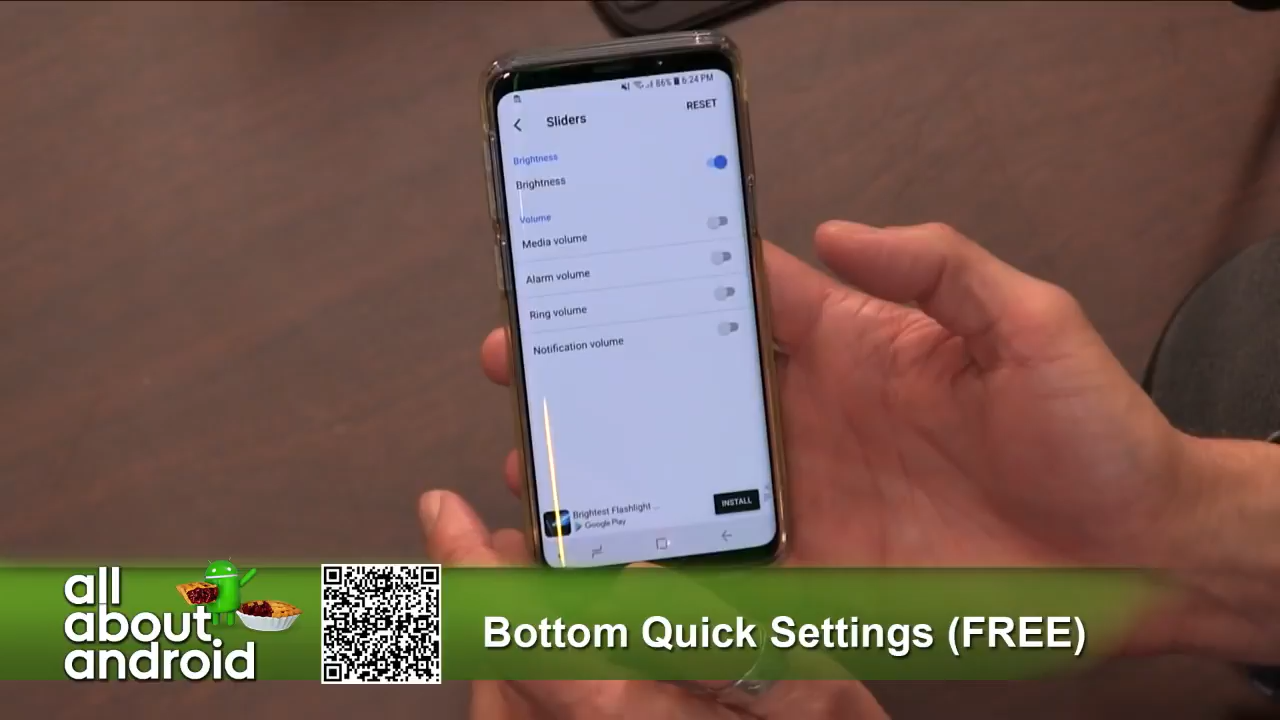 86% 6:24 PM
Sliders
RESET
Brightness
Brightness
Volume
Media volume
Alarm volume
Ring volume
Notification volume
Brightest Flashlight ...
Google Play
INSTALL
all
about
android
Bottom Quick Settings (FREE)